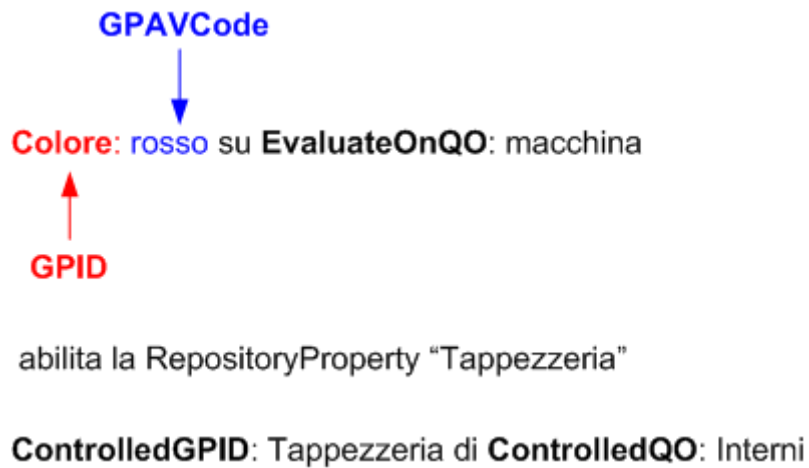 GPAVCode
Colore: rosso su EvaluateOnQO: macchina
GPID
abilita la RepositoryProperty “Tappezzeria”
ControlledGPID: Tappezzeria di ControlledQO: Interni